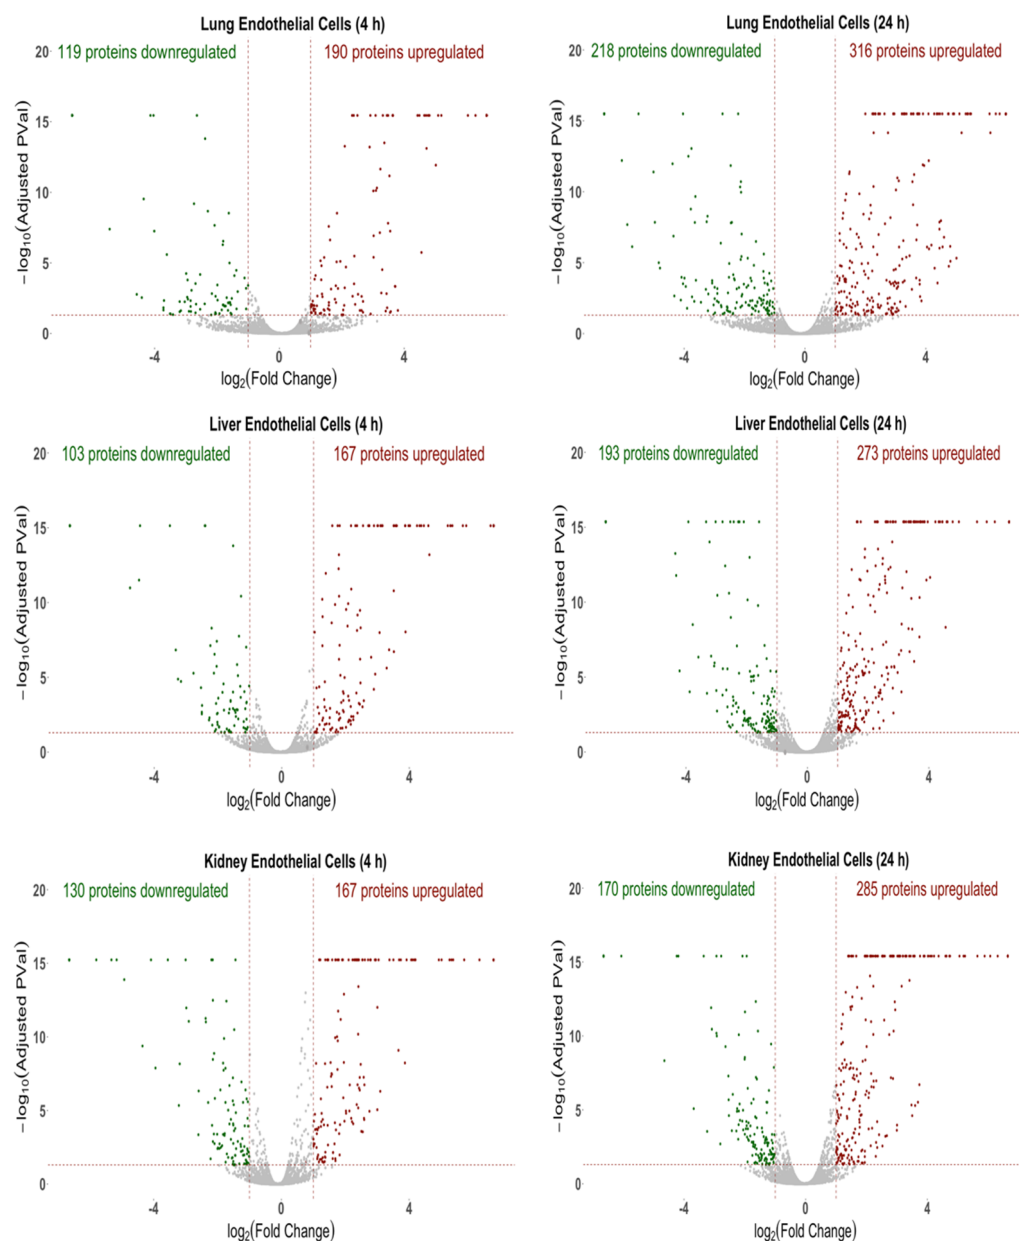 Lung Endothelial Cells (4 h)
119 proteins downregulated
190 proteins upregulated
20
15
10
5
0
−log10(Adjusted PVal)
-4
0
4
log2(Fold Change)
Lung Endothelial Cells (24 h)
218 proteins downregulated
316 proteins upregulated
20
15
10
5
0
−log10(Adjusted PVal)
-4
0
4
log2(Fold Change)
Liver Endothelial Cells (4 h)
103 proteins downregulated
167 proteins upregulated
20
15
10
5
0
−log10(Adjusted PVal)
-4
0
4
log2(Fold Change)
Liver Endothelial Cells (24 h)
193 proteins downregulated
273 proteins upregulated
20
15
10
5
0
−log10(Adjusted PVal)
-4
0
4
log2(Fold Change)
Kidney Endothelial Cells (4 h)
130 proteins downregulated
167 proteins upregulated
20
15
10
5
0
−log10(Adjusted PVal)
-4
0
4
log2(Fold Change)
Kidney Endothelial Cells (24 h)
170 proteins downregulated
285 proteins upregulated
20
15
10
5
0
−log10(Adjusted PVal)
-4
0
4
log2(Fold Change)